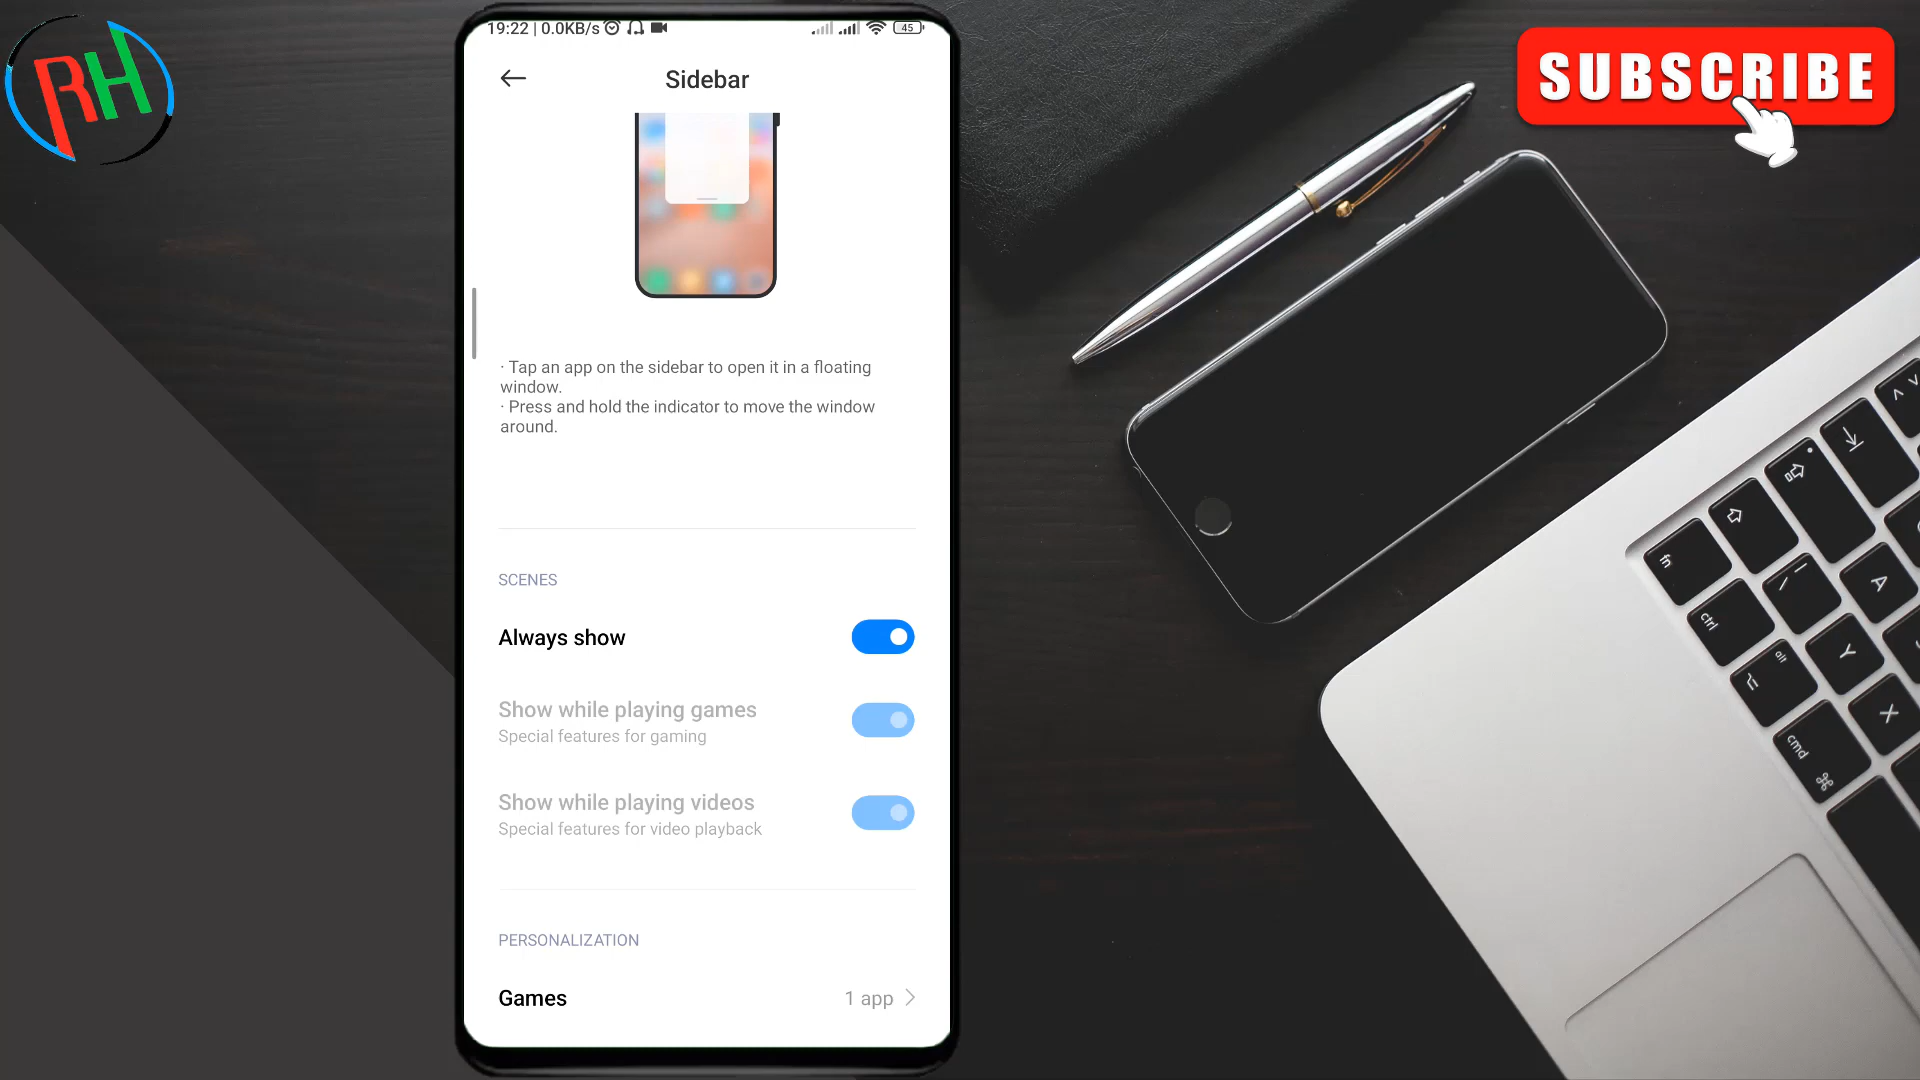 RH
SUBSCRIBE
19:22 | 0.0KB/s
45
Sidebar
· Tap an app on the sidebar to open it in a floating
window.
· Press and hold the indicator to move the window
around.
SCENES
Always show
Show while playing games
Special features for gaming
Show while playing videos
Special features for video playback
PERSONALIZATION
Games
1 app
fn
ctrl
alt
cmd
A
Y
X